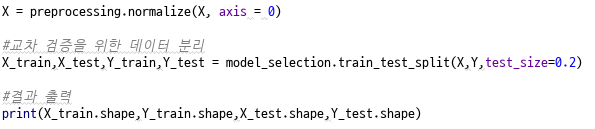 X = preprocessing.normalize(X, axis = 0)
#교차 검증을 위한 데이터 분리
X_train,X_test,Y_train,Y_test = model_selection.train_test_split(X,Y,test_size=0.2)
#결과 출력
print(X_train.shape,Y_train.shape,X_test.shape,Y_test.shape)